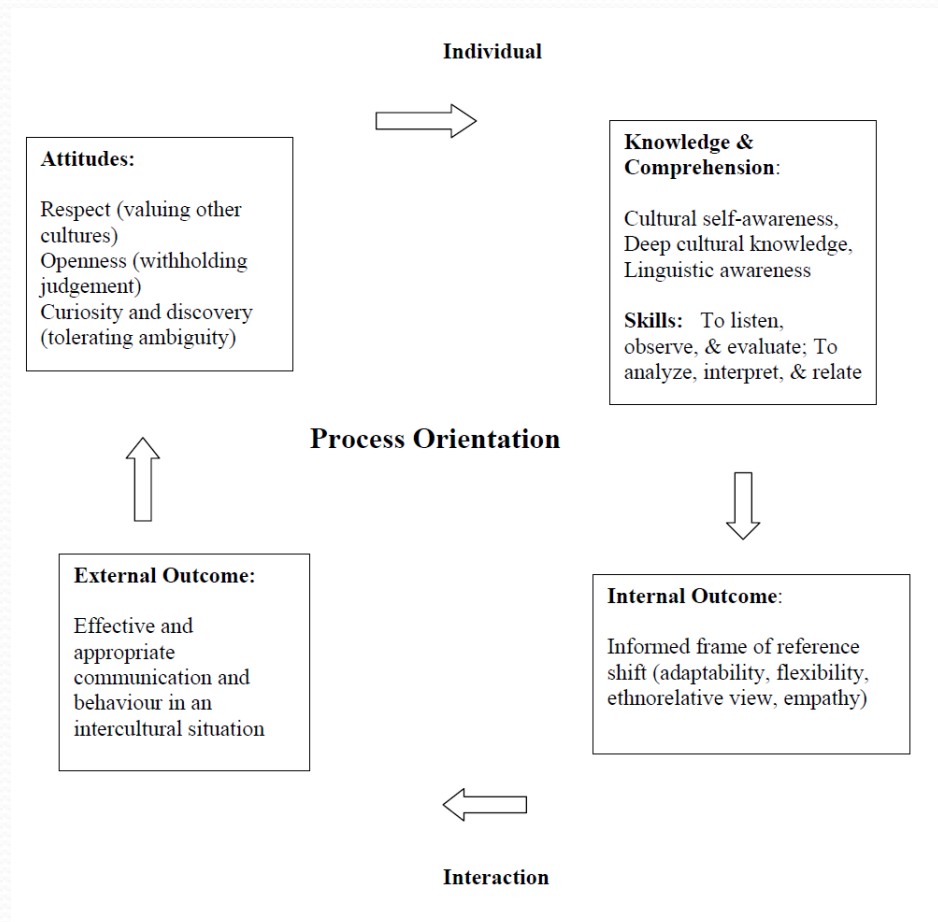 Individual
Attitudes:
Respect (valuing other
cultures)
Openness (withholding
judgement)
Curiosity and discovery
(tolerating ambiguity)
Knowledge &
Comprehension:
Cultural self-awareness,
Deep cultural knowledge,
Linguistic awareness
Skills: To listen,
observe, & evaluate; To
analyze, interpret, & relate
Process Orientation
External Outcome:
Effective and
appropriate
communication and
behaviour in an
intercultural situation
Internal Outcome:
Informed frame of reference
shift (adaptability, flexibility,
ethnorelative view, empathy)
Interaction